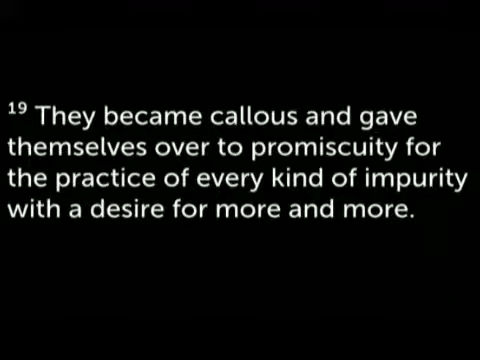 19 They became callous and gave
themselves over to promiscuity for
the practice of every kind of impurity
with a desire for more and more.